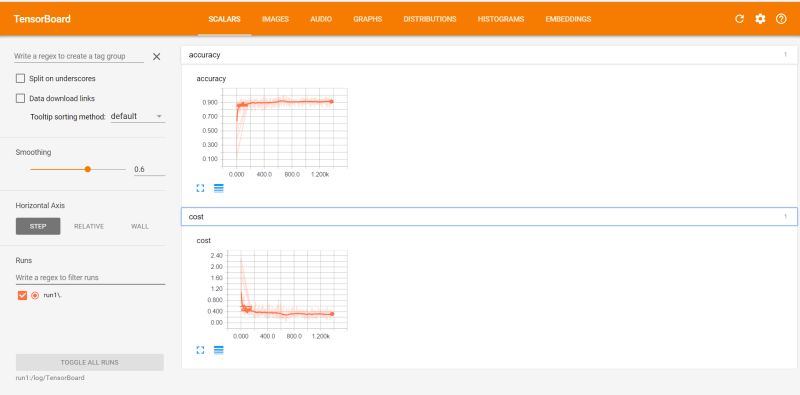 TensorBoard SCALARS IMAGES AUDIO GRAPHS DISTRIBUTIONS HISTOGRAMS EMBEDDINGS
Write a regex to create a tag group
Split on underscores
Data download links
Tooltip sorting method: default
Smoothing
0.6
Horizontal Axis
STEP RELATIVE WALL
Runs
Write a regex to filter runs
run1\.
TOGGLE ALL RUNS
run1:/log/TensorBoard
accuracy 1
accuracy
0.900
0.700
0.500
0.300
0.100
0.000 400.0 800.0 1.200k
cost 1
cost
2.40
2.00
1.60
1.20
0.800
0.400
0.00
0.000 400.0 800.0 1.200k